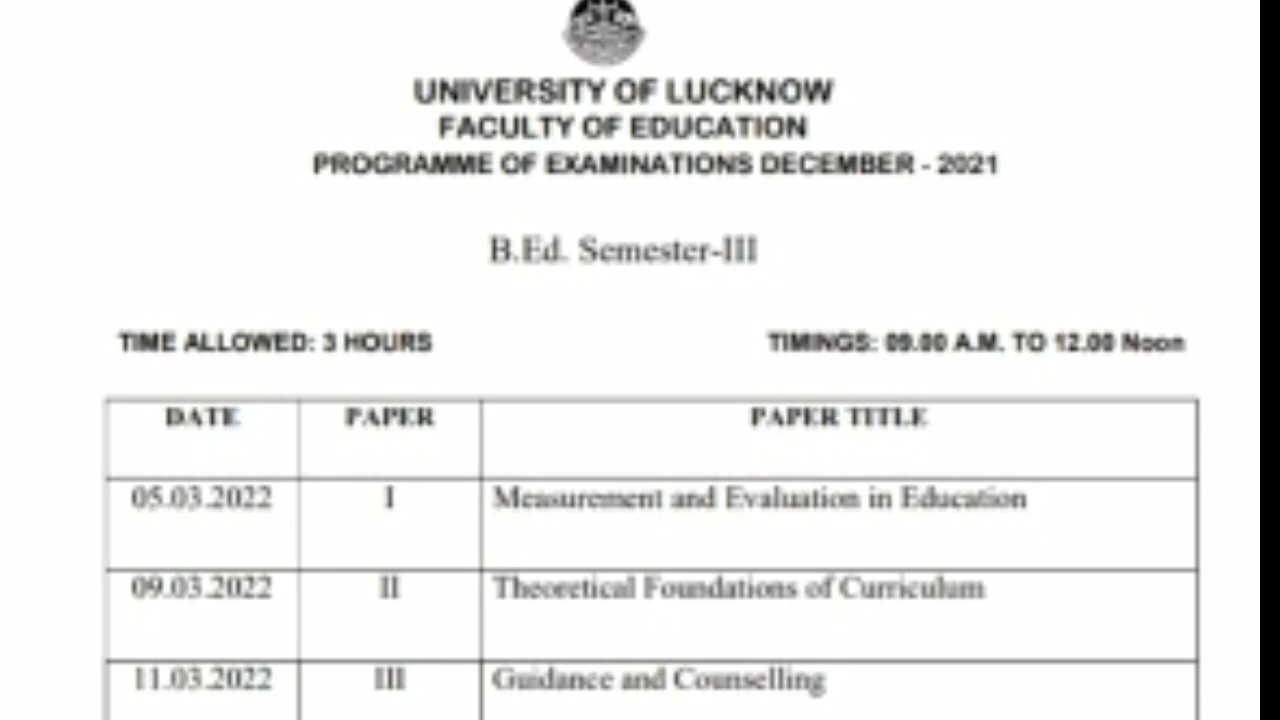 UNIVERSITY OF LUCKNOW
FACULTY OF EDUCATION
PROGRAMME OF EXAMINATIONS DECEMBER - 2021
B.Ed. Semester-III
TIME ALLOWED: 3 HOURS TIMINGS: 09.00 A.M. TO 12.00 Noon
DATE PAPER PAPER TITLE
05.03.2022 I Measurement and Evaluation in Education
09.03.2022 II Theoretical Foundations of Curriculum
11.03.2022 III Guidance and Counselling